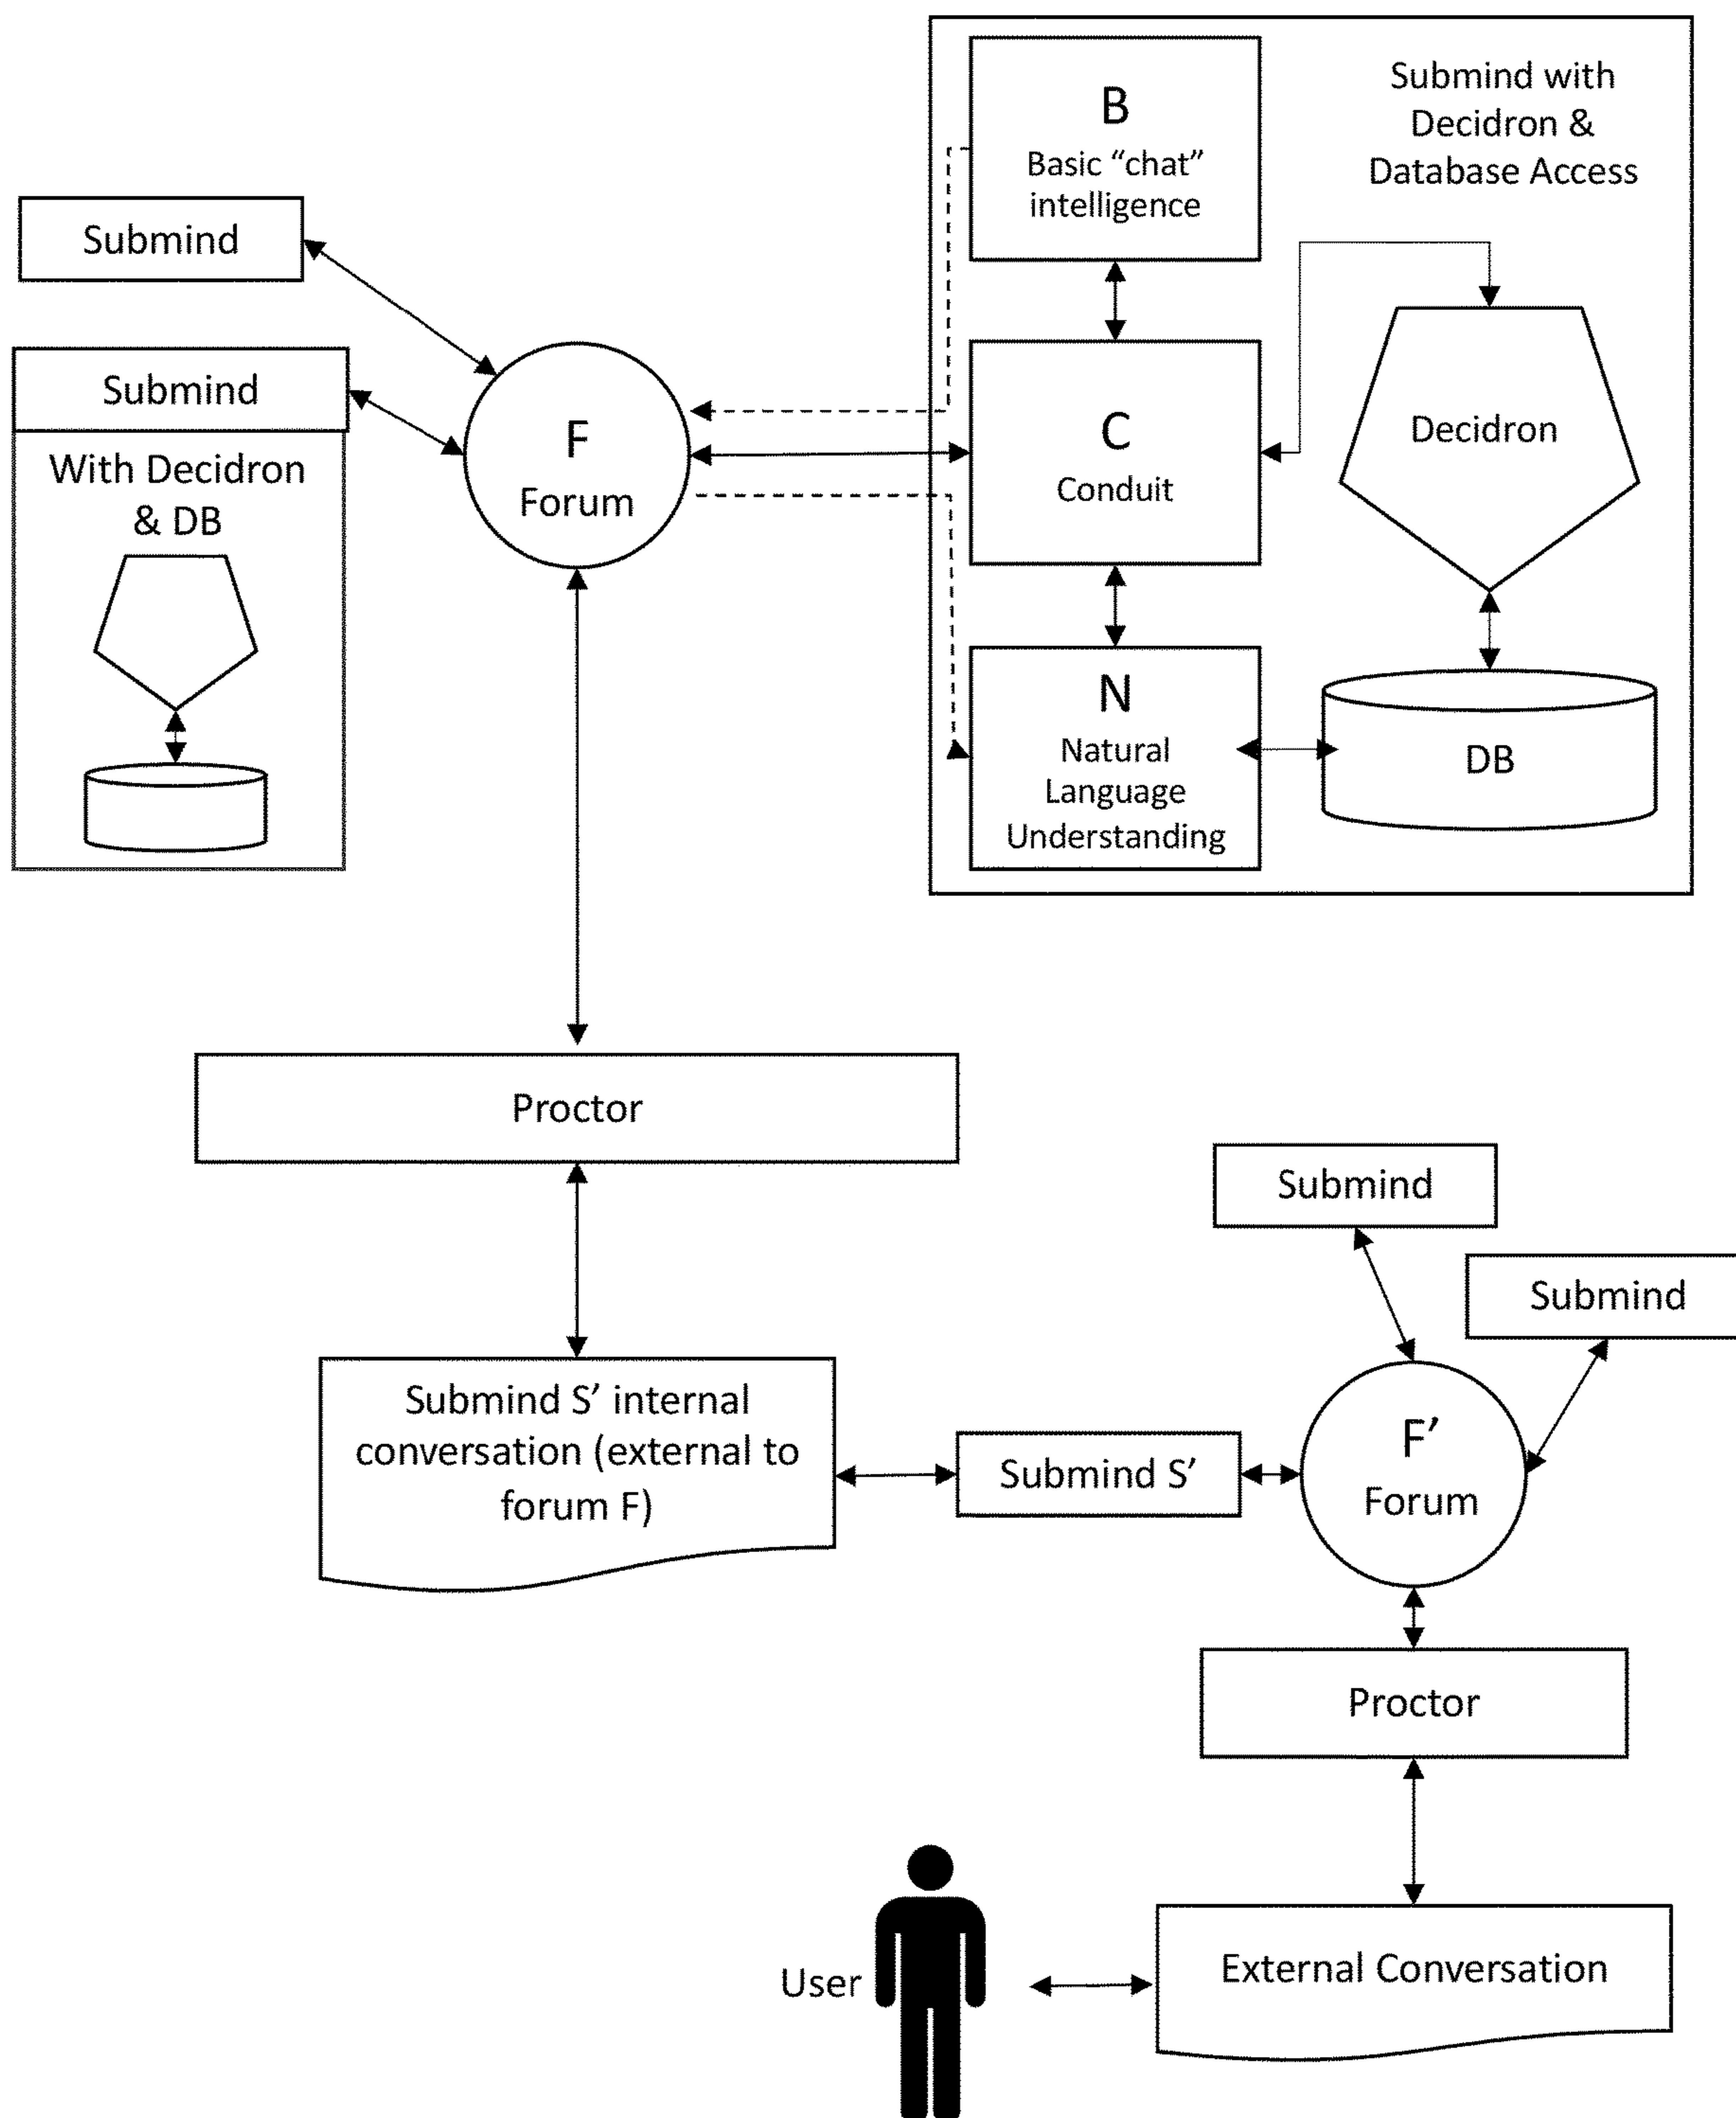 B
Basic “chat”
intelligence
Submind with
Decidron &
Database Access
Submind
Submind
With Decidron
& DB
F
Forum
C
Conduit
Decidron
N
Natural
Language
Understanding
DB
Proctor
Submind
Submind
Submind S’ internal
conversation (external to
forum F)
Submind S’
F’
Forum
Proctor
User
External Conversation